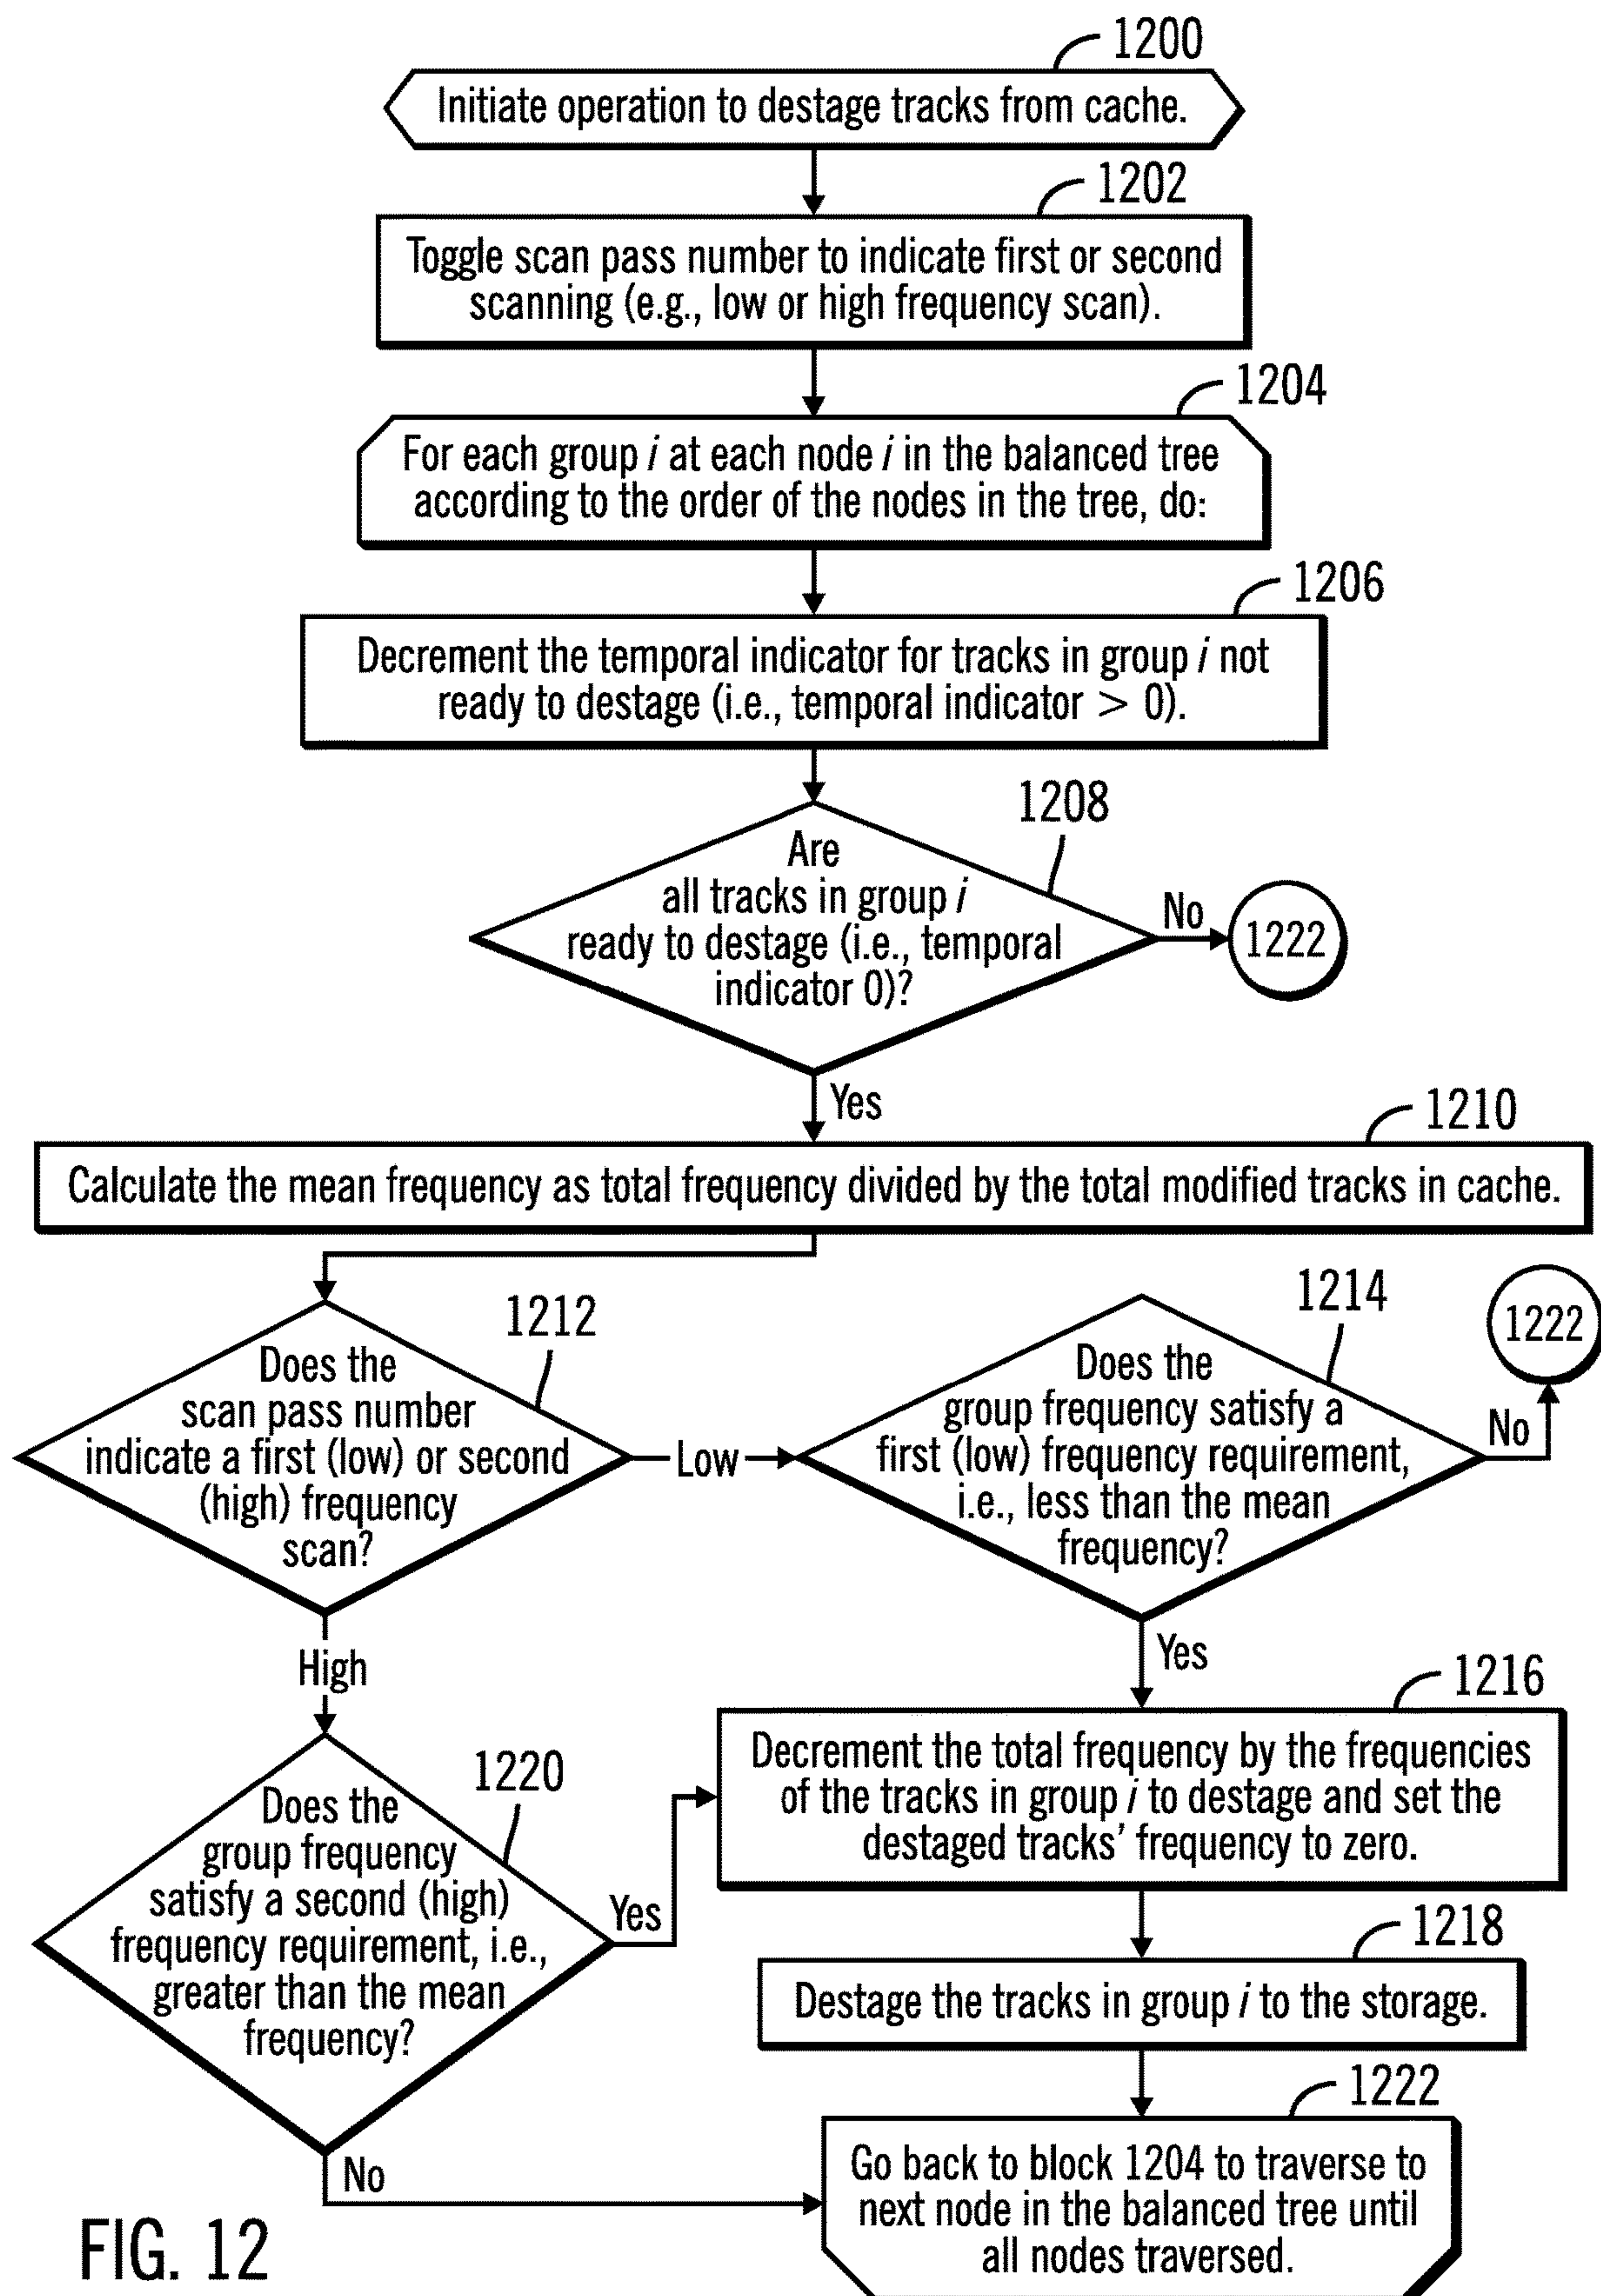 1200
Initiate operation to destage tracks from cache.
1202
Toggle scan pass number to indicate first or second
scanning (e.g., low or high frequency scan).
1204
For each group i at each node i in the balanced tree
according to the order of the nodes in the tree, do:
1206
Decrement the temporal indicator for tracks in group i not
ready to destage (i.e., temporal indicator > 0).
1208
Are
all tracks in group i
ready to destage (i.e., temporal
indicator 0)?
No
1222
Yes
1210
Calculate the mean frequency as total frequency divided by the total modified tracks in cache.
1212
Does the
scan pass number
indicate a first (low) or second
(high) frequency
scan?
Low
1214
Does the
group frequency satisfy a
first (low) frequency requirement,
i.e., less than the mean
frequency?
No
1222
High
Yes
1220
Does the
group frequency
satisfy a second (high)
frequency requirement, i.e.,
greater than the mean
frequency?
Yes
1216
Decrement the total frequency by the frequencies
of the tracks in group i to destage and set the
destaged tracks' frequency to zero.
1218
Destage the tracks in group i to the storage.
No
1222
Go back to block 1204 to traverse to
next node in the balanced tree until
all nodes traversed.
FIG. 12